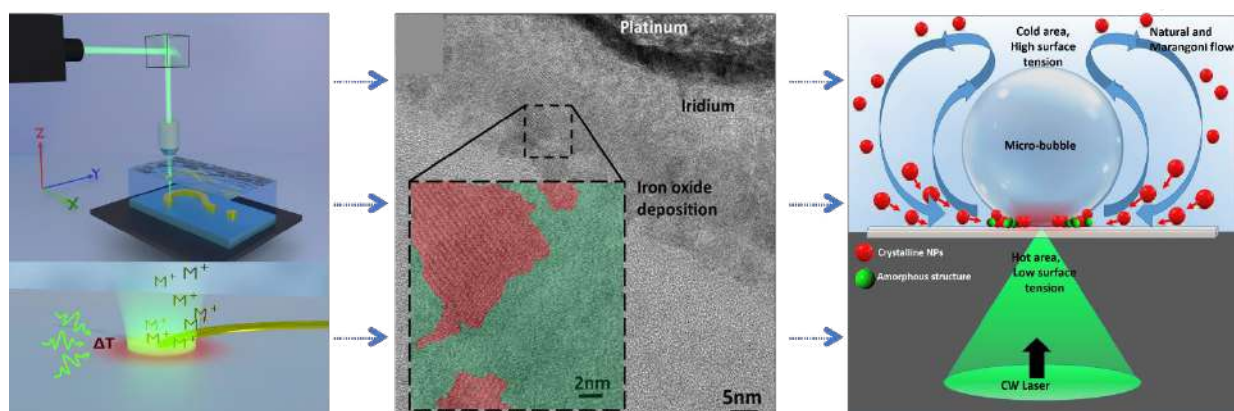 Z
Y
X
M⁺
M⁺
M⁺
M⁺
M⁺
M⁺
M⁺
M⁺
ΔT
Platinum
Iridium
Iron oxide
deposition
2nm
5nm
Cold area,
High surface
tension
Natural and
Marangoni flow
Micro-bubble
Crystalline NPs
Amorphous structure
Hot area,
Low surface
tension
CW Laser